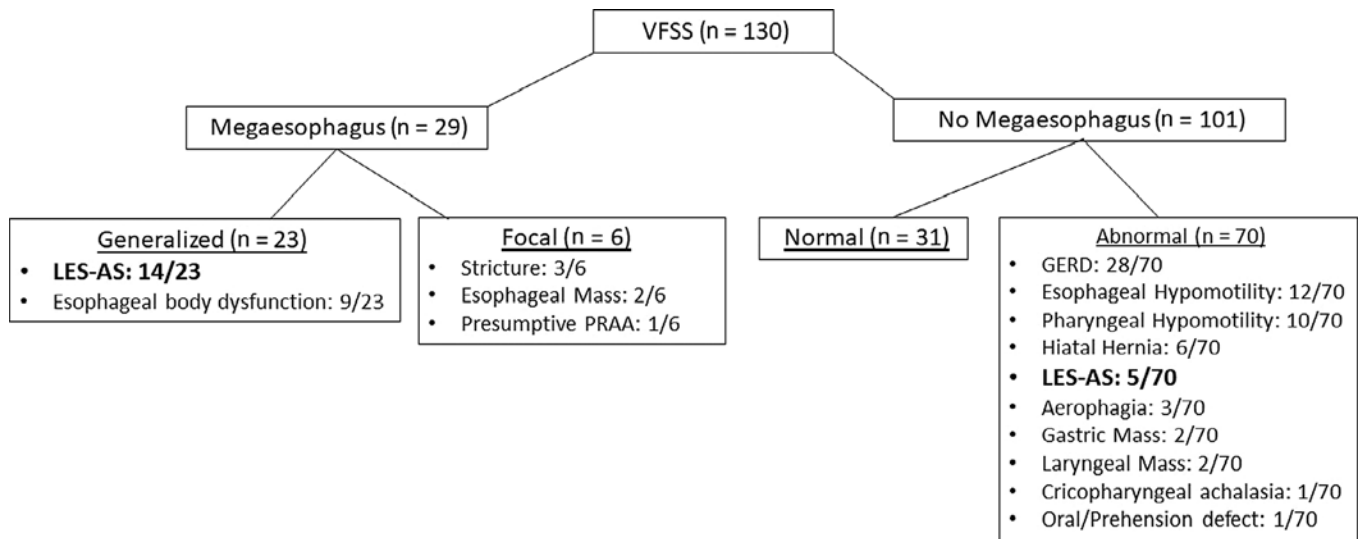 VFSS (n = 130)
Megaesophagus (n = 29)
No Megaesophagus (n = 101)
Generalized (n = 23)
• LES-AS: 14/23
• Esophageal body dysfunction: 9/23
Focal (n = 6)
• Stricture: 3/6
• Esophageal Mass: 2/6
• Presumptive PRAA: 1/6
Normal (n = 31)
Abnormal (n = 70)
• GERD: 28/70
• Esophageal Hypomotility: 12/70
• Pharyngeal Hypomotility: 10/70
• Hiatal Hernia: 6/70
• LES-AS: 5/70
• Aerophagia: 3/70
• Gastric Mass: 2/70
• Laryngeal Mass: 2/70
• Cricopharyngeal achalasia: 1/70
• Oral/Prehension defect: 1/70